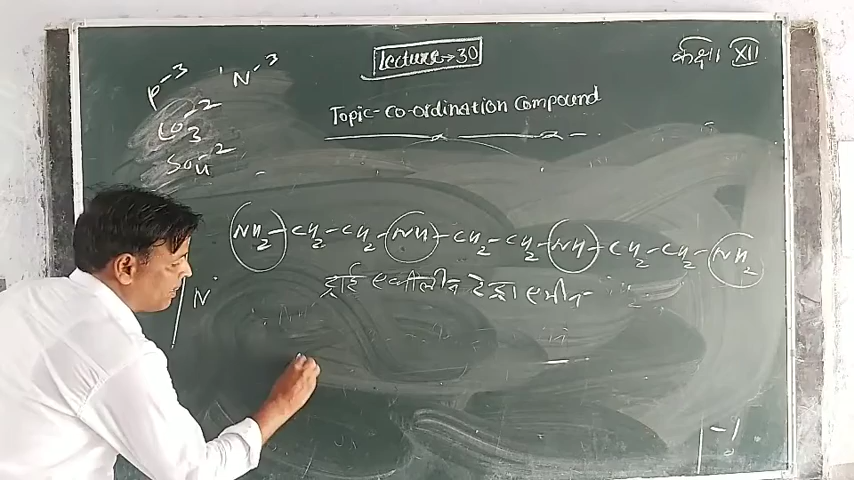 Lecture→30
कक्षा XII
P-3 N-3
CO3-2
SO4-2
Topic-Co-ordination Compound
NH2-CH2-CH2-NH-CH2-CH2-NH-CH2-CH2-NH2
ट्राई एथीलीन टेट्रा एमीन
N